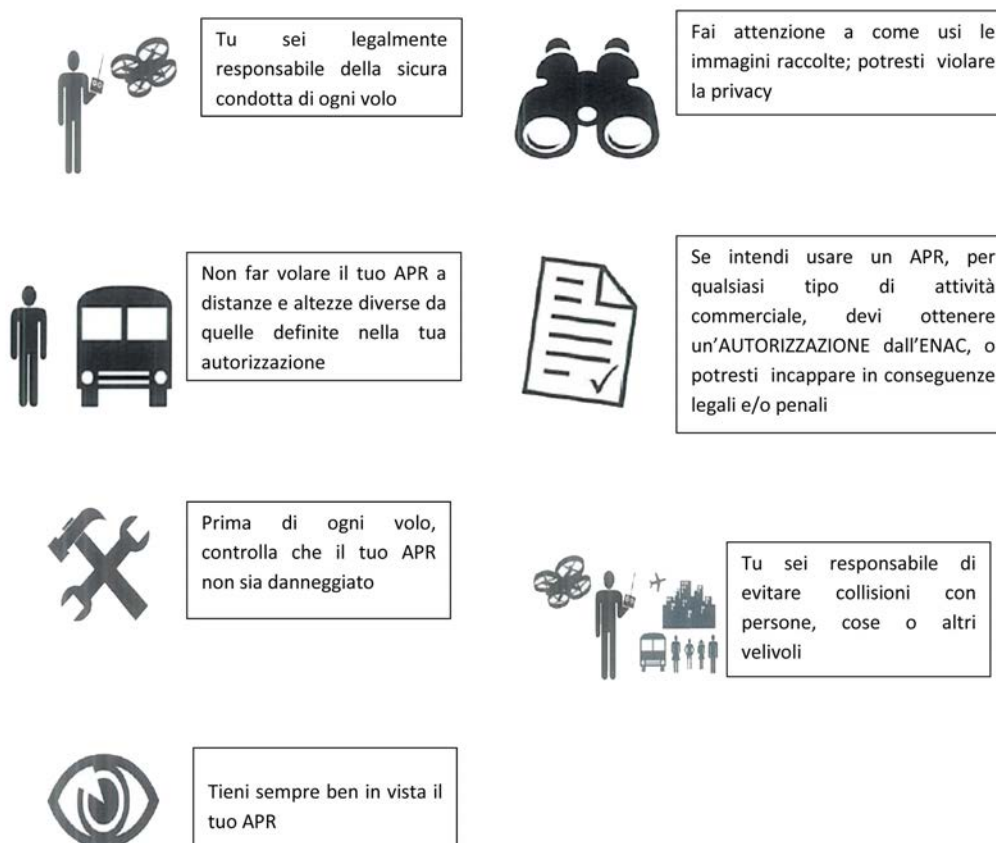 Tu sei legalmente
responsabile della sicura
condotta di ogni volo
Fai attenzione a come usi le
immagini raccolte; potresti violare
la privacy
Non far volare il tuo APR a
distanze e altezze diverse da
quelle definite nella tua
autorizzazione
Se intendi usare un APR, per
qualsiasi tipo di attività
commerciale, devi ottenere
un’AUTORIZZAZIONE dall’ENAC, o
potresti incappare in conseguenze
legali e/o penali
Prima di ogni volo,
controlla che il tuo APR
non sia danneggiato
Tu sei responsabile di
evitare collisioni con
persone, cose o altri
velivoli
Tieni sempre ben in vista il
tuo APR